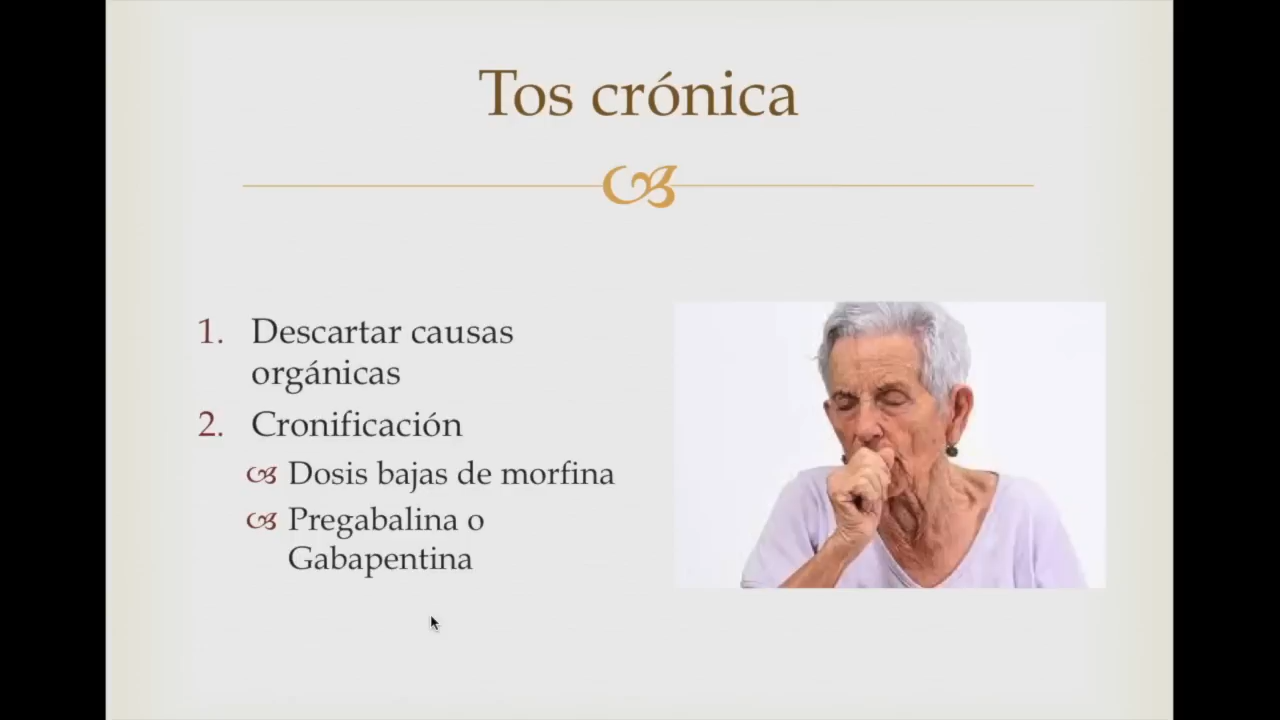 Tos crónica
1. Descartar causas
orgánicas
2. Cronificación
Dosis bajas de morfina
Pregabalina o
Gabapentina